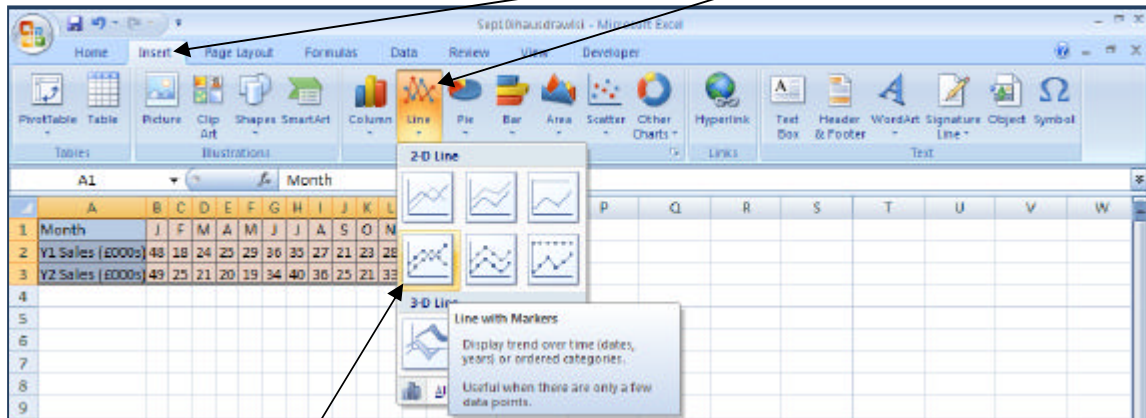 - Microsoft Excel
Home Insert Page Layout Formulas Data Review View Developer
PivotTable Table Picture Clip Art Shapes SmartArt Column Line Pie Bar Area Scatter Other Charts Hyperlink Text Box Header & Footer WordArt Signature Line Object Symbol
Tables Illustrations Links Text
2-D Line
A1 fx Month
A B C D E F G H I J K L P Q R S T U V W
1 Month J F M A M J J A S O N
2 Y1 Sales (£000s) 48 18 24 25 29 36 35 27 21 23 28
3 Y2 Sales (£000s) 49 25 21 20 19 34 40 36 25 21 33
4
3-D Line
5
Line with Markers
6
Display trend over time (dates,
7
years) or ordered categories.
8
Useful when there are only a few
9
data points.